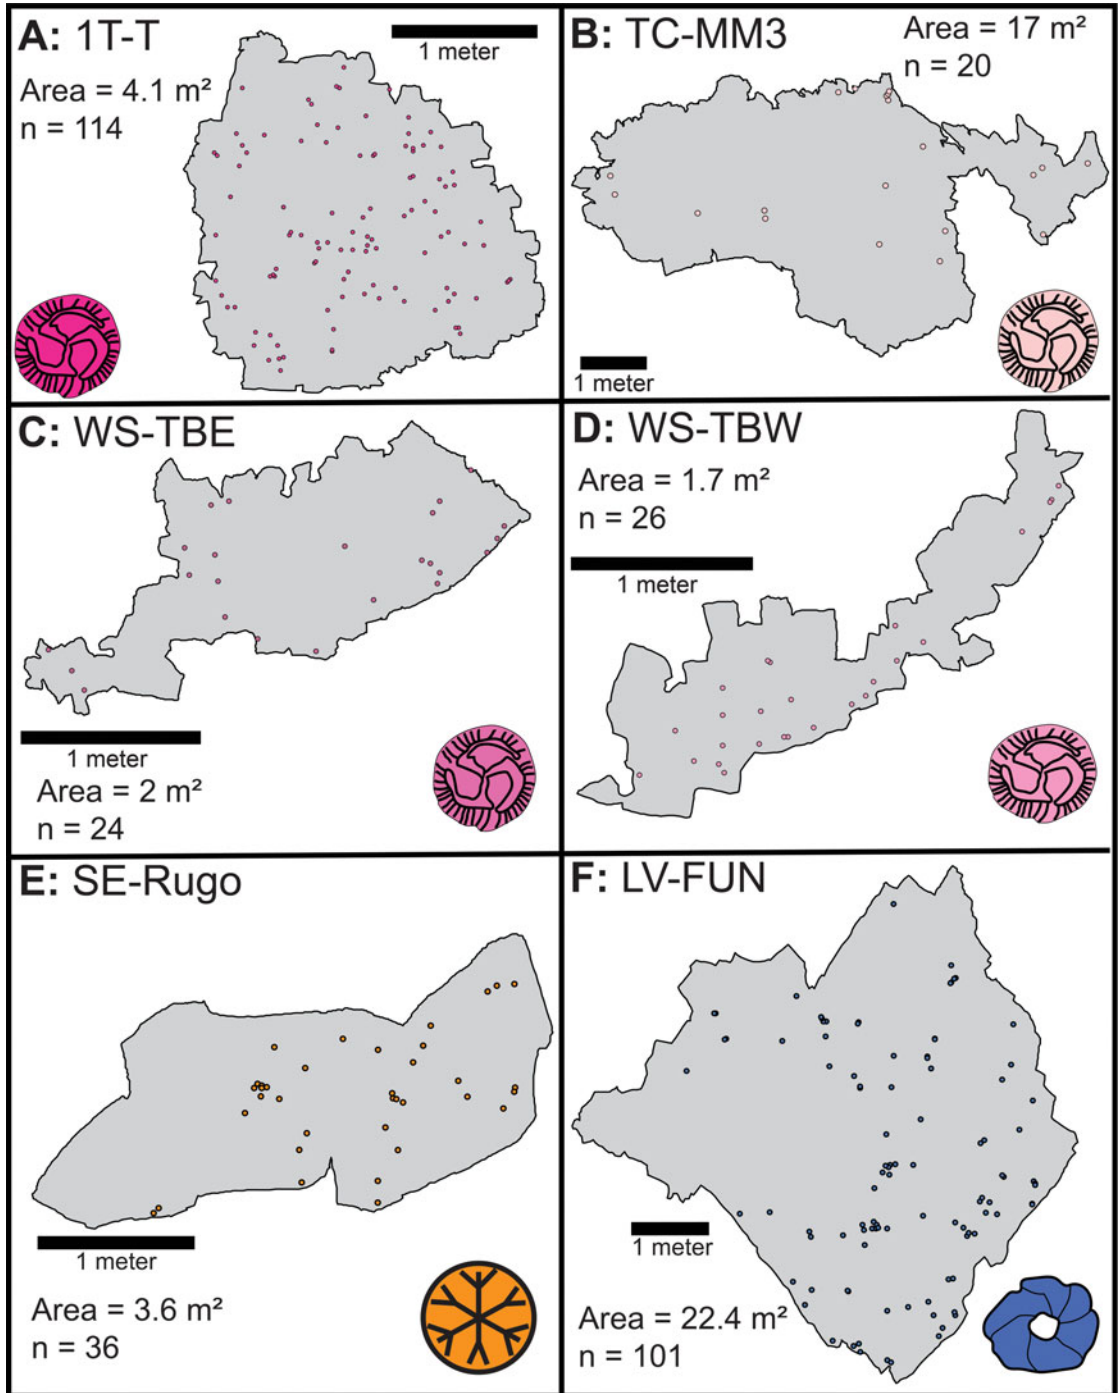 A: 1T-T
1 meter
Area = 4.1 m²
n = 114
B: TC-MM3
Area = 17 m²
n = 20
1 meter
C: WS-TBE
1 meter
Area = 2 m²
n = 24
D: WS-TBW
Area = 1.7 m²
n = 26
1 meter
E: SE-Rugo
1 meter
Area = 3.6 m²
n = 36
F: LV-FUN
1 meter
Area = 22.4 m²
n = 101